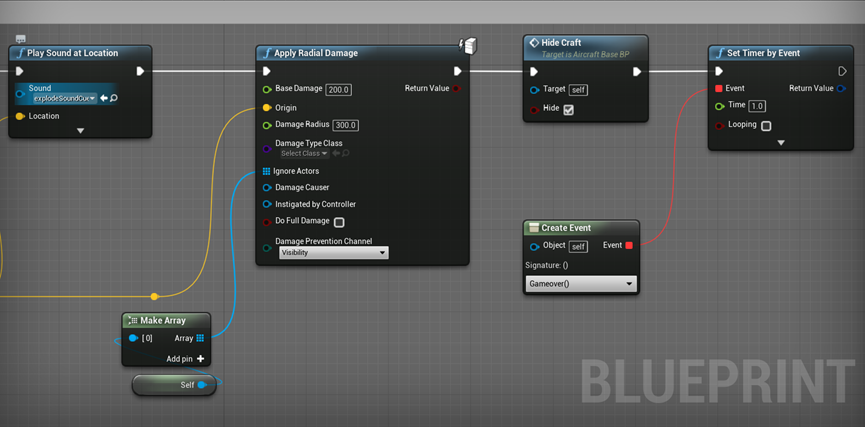 Play Sound at Location
Sound
explodeSoundCue
Location
Apply Radial Damage
Base Damage 200.0
Return Value
Origin
Damage Radius 300.0
Damage Type Class
Select Class
Ignore Actors
Damage Causer
Instigated by Controller
Do Full Damage
Damage Prevention Channel
Visibility
Hide Craft
Target is Aircraft Base BP
Target self
Hide
Set Timer by Event
Event
Return Value
Time 1.0
Looping
Create Event
Object self
Event
Signature: ()
Gameover()
Make Array
[0]
Array
Add pin +
Self
BLUEPRINT